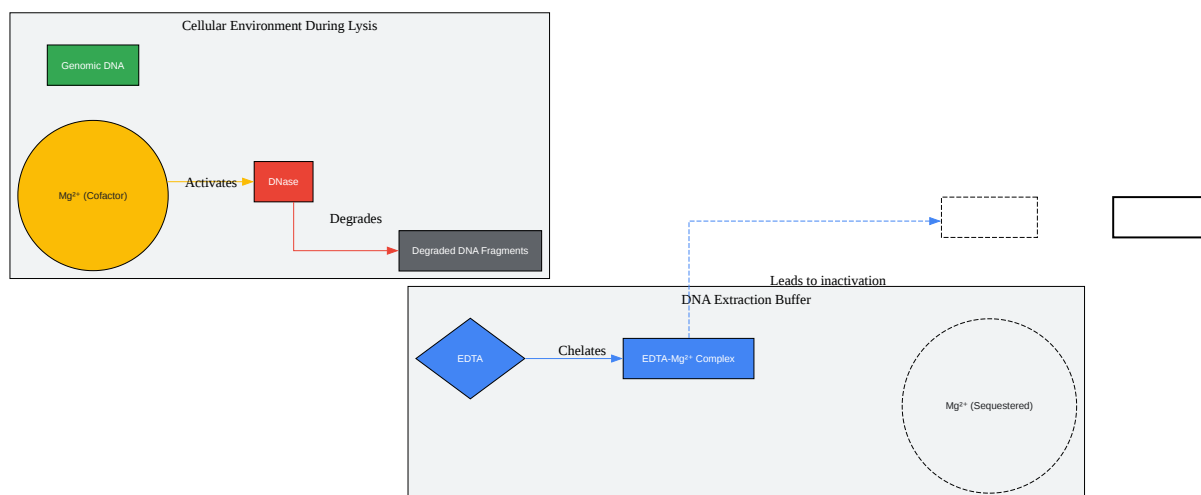 Cellular Environment During Lysis
Genomic DNA
Mg²⁺ (Cofactor)
Activates
DNase
Degrades
Degraded DNA Fragments
Leads to inactivation
DNA Extraction Buffer
EDTA
Chelates
EDTA-Mg²⁺ Complex
Mg²⁺ (Sequestered)